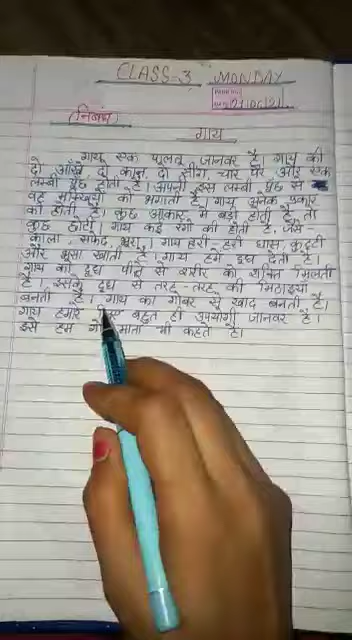 CLASS-3 MONDAY
(निबंध)
गाय
गाय एक पालतू जानवर है। गाय की
दो आँखें, दो कान, दो सींग, चार पैर और एक
लम्बी पूँछ होती है। अपनी इस लम्बी पूँछ से
वह मक्खियों को भगाती है। गाय अनेक प्रकार
की होती है। कुछ आकार में बड़ी होती है, तो
कुछ छोटी। गाय कई रंगों की होती है, जैसे-
काला, सफेद, भूरा। गाय हरी-हरी घास, कुट्टी
और भूसा खाती है। गाय हमें दूध देती है।
गाय का दूध पीने से शरीर को शक्ति मिलती
है। इसके दूध से तरह-तरह की मिठाइयाँ
बनती है। गाय का गोबर से खाद बनती है।
गाय हमारे बहुत ही उपयोगी जानवर है।
इसे हम गौ माता भी कहते है।